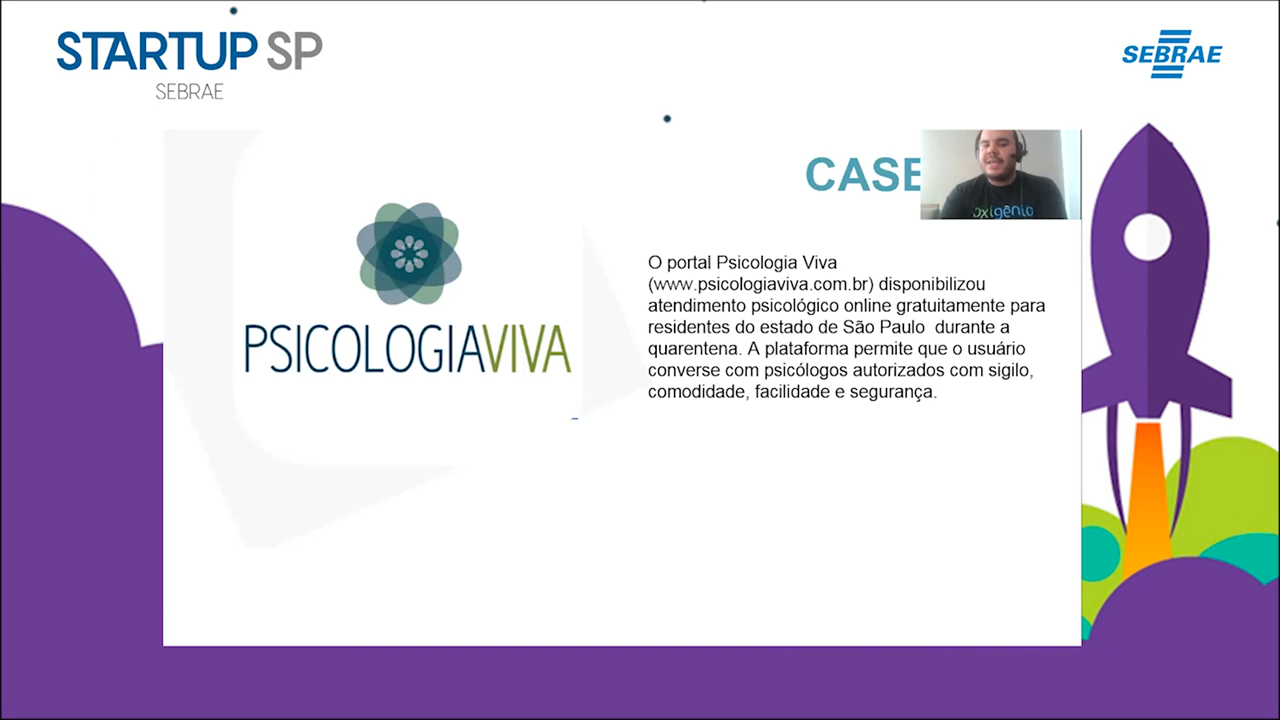 STARTUP SP
SEBRAE
SEBRAE
CASE
oxigênio
PSICOLOGIAVIVA
O portal Psicologia Viva
(www.psicologiaviva.com.br) disponibilizou
atendimento psicológico online gratuitamente para
residentes do estado de São Paulo  durante a
quarentena. A plataforma permite que o usuário
converse com psicólogos autorizados com sigilo,
comodidade, facilidade e segurança.